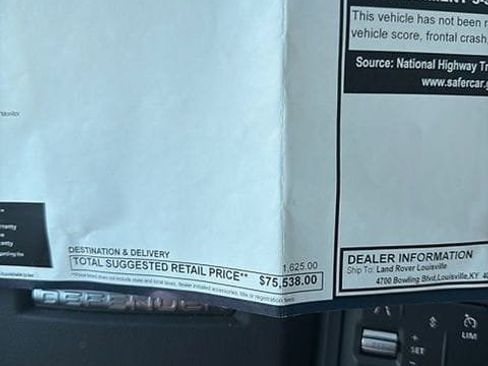 This vehicle has not been
vehicle score, frontal crash,
Source: National Highway
www.safercar.
Monitor
DESTINATION & DELIVERY 1,625.00
TOTAL SUGGESTED RETAIL PRICE** $75,538.00
DEALER INFORMATION
Ship To: Land Rover Louisville
4700 Bowling Blvd,Louisville,KY
DEFENDER
SET
LIM